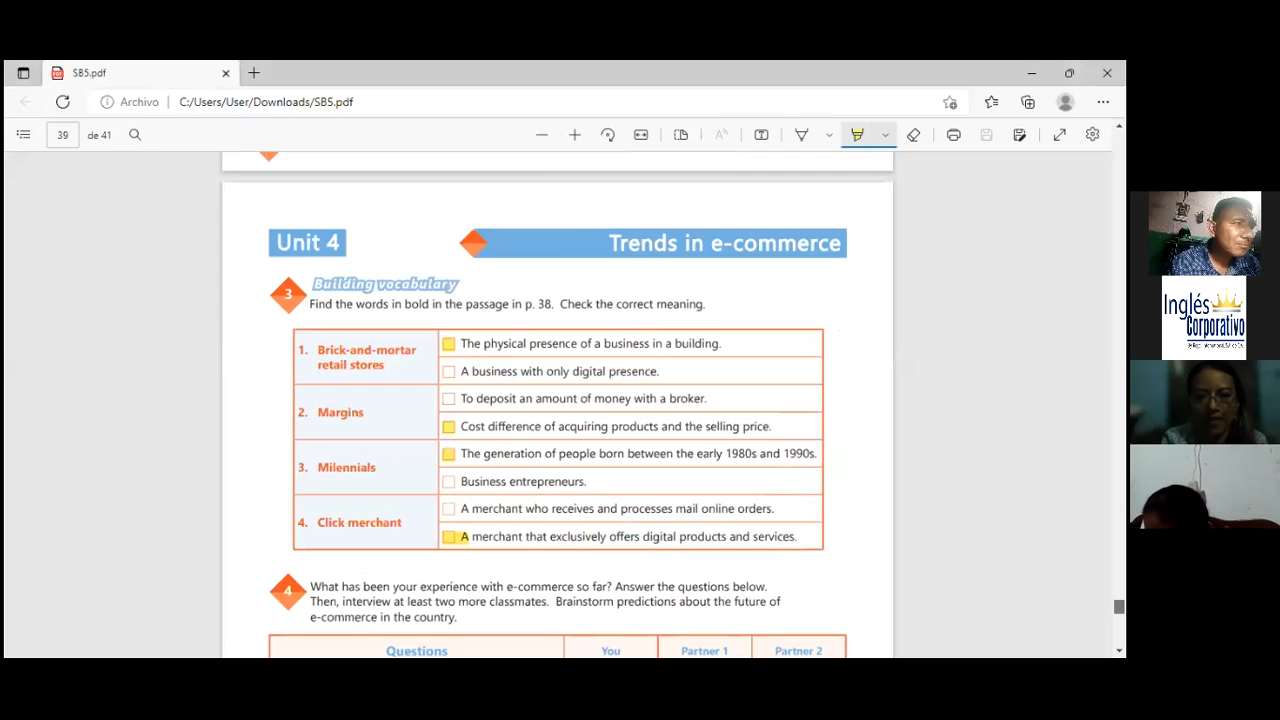 SB5.pdf
Archivo C:/Users/User/Downloads/SB5.pdf
39 de 41
Unit 4 Trends in e-commerce
3 Building vocabulary
Find the words in bold in the passage in p. 38. Check the correct meaning.
1. Brick-and-mortar retail stores
The physical presence of a business in a building.
A business with only digital presence.
2. Margins
To deposit an amount of money with a broker.
Cost difference of acquiring products and the selling price.
3. Milennials
The generation of people born between the early 1980s and 1990s.
Business entrepreneurs.
4. Click merchant
A merchant who receives and processes mail online orders.
A merchant that exclusively offers digital products and services.
4 What has been your experience with e-commerce so far? Answer the questions below.
Then, interview at least two more classmates. Brainstorm predictions about the future of
e-commerce in the country.
Questions You Partner 1 Partner 2
Inglés
Corporativo